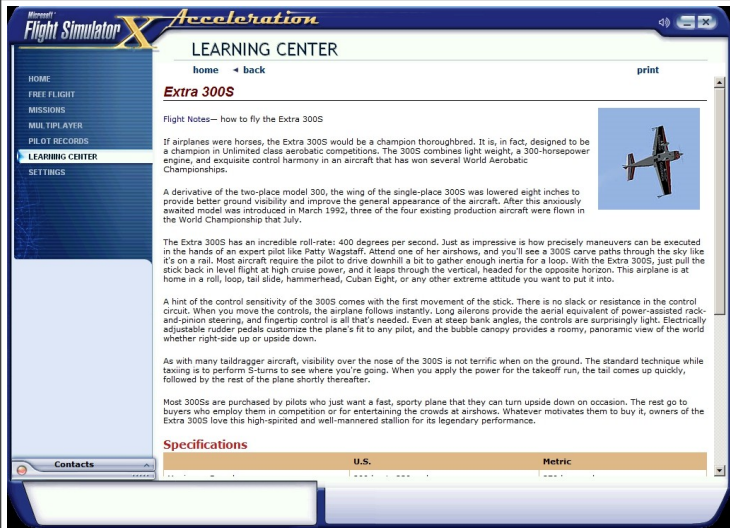 Microsoft
Flight Simulator X
Acceleration
LEARNING CENTER
home
back
print
HOME
FREE FLIGHT
MISSIONS
MULTIPLAYER
PILOT RECORDS
LEARNING CENTER
SETTINGS
Extra 300S
Flight Notes— how to fly the Extra 300S
If airplanes were horses, the Extra 300S would be a champion thoroughbred. It is, in fact, designed to be
a champion in Unlimited class aerobatic competitions. The 300S combines light weight, a 300-horsepower
engine, and exquisite control harmony in an aircraft that has won several World Aerobatic
Championships.
A derivative of the two-place model 300, the wing of the single-place 300S was lowered eight inches to
provide better ground visibility and improve the general appearance of the aircraft. After this anxiously
awaited model was introduced in March 1992, three of the four existing production aircraft were flown in
the World Championship that July.
The Extra 300S has an incredible roll-rate: 400 degrees per second. Just as impressive is how precisely maneuvers can be executed
in the hands of an expert pilot like Patty Wagstaff. Attend one of her airshows, and you'll see a 300S carve paths through the sky like
it's on a rail. Most aircraft require the pilot to drive downhill a bit to gather enough inertia for a loop. With the Extra 300S, just pull the
stick back in level flight at high cruise power, and it leaps through the vertical, headed for the opposite horizon. This airplane is at
home in a roll, loop, tail slide, hammerhead, Cuban Eight, or any other extreme attitude you want to put it into.
A hint of the control sensitivity of the 300S comes with the first movement of the stick. There is no slack or resistance in the control
circuit. When you move the controls, the airplane follows instantly. Long ailerons provide the aerial equivalent of power-assisted rack-
and-pinion steering, and fingertip control is all that's needed. Even at steep bank angles, the controls are surprisingly light. Electrically
adjustable rudder pedals customize the plane's fit to any pilot, and the bubble canopy provides a roomy, panoramic view of the world
whether right-side up or upside down.
As with many taildragger aircraft, visibility over the nose of the 300S is not terrific when on the ground. The standard technique while
taxiing is to perform S-turns to see where you're going. When you apply the power for the takeoff run, the tail comes up quickly,
followed by the rest of the plane shortly thereafter.
Most 300Ss are purchased by pilots who just want a fast, sporty plane that they can turn upside down on occasion. The rest go to
buyers who employ them in competition or for entertaining the crowds at airshows. Whatever motivates them to buy it, owners of the
Extra 300S love this high-spirited and well-mannered stallion for its legendary performance.
Specifications
U.S.
Metric
Contacts